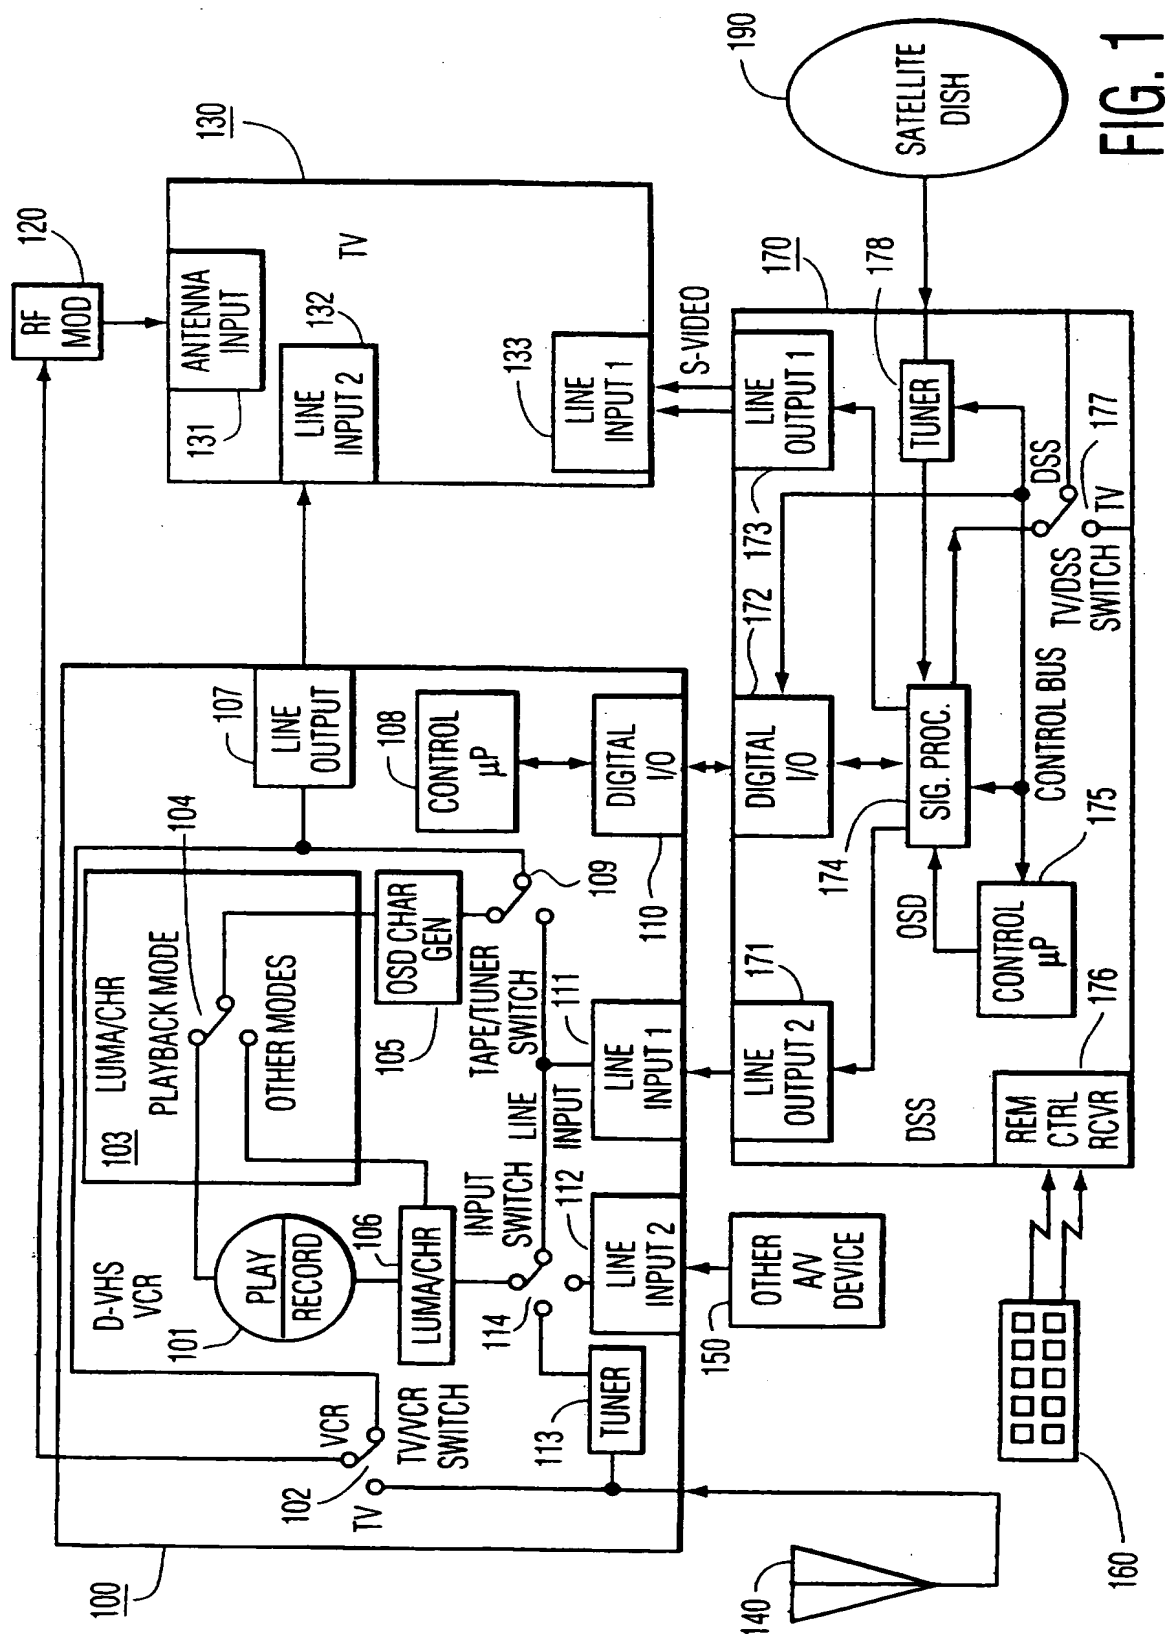 100
D-VHS
VCR
101
PLAY
RECORD
102
VCR
TV
TV/VCR
SWITCH
103
LUMA/CHR
PLAYBACK MODE
104
OTHER MODES
105
OSD CHAR
GEN
106
LUMA/CHR
107
LINE
OUTPUT
108
CONTROL
µP
109
TAPE/TUNER
SWITCH
110
DIGITAL
I/O
111
LINE
INPUT 1
LINE
INPUT
112
LINE
INPUT 2
INPUT
SWITCH
113
TUNER
114
120
RF
MOD
130
TV
131
ANTENNA
INPUT
132
LINE
INPUT 2
133
LINE
INPUT 1
S-VIDEO
140
150
OTHER
A/V
DEVICE
160
170
DSS
171
LINE
OUTPUT 2
172
DIGITAL
I/O
173
LINE
OUTPUT 1
174
SIG. PROC.
OSD
175
CONTROL
µP
CONTROL BUS
176
REM
CTRL
RCVR
177
DSS
TV
TV/DSS
SWITCH
178
TUNER
190
SATELLITE
DISH
FIG. 1